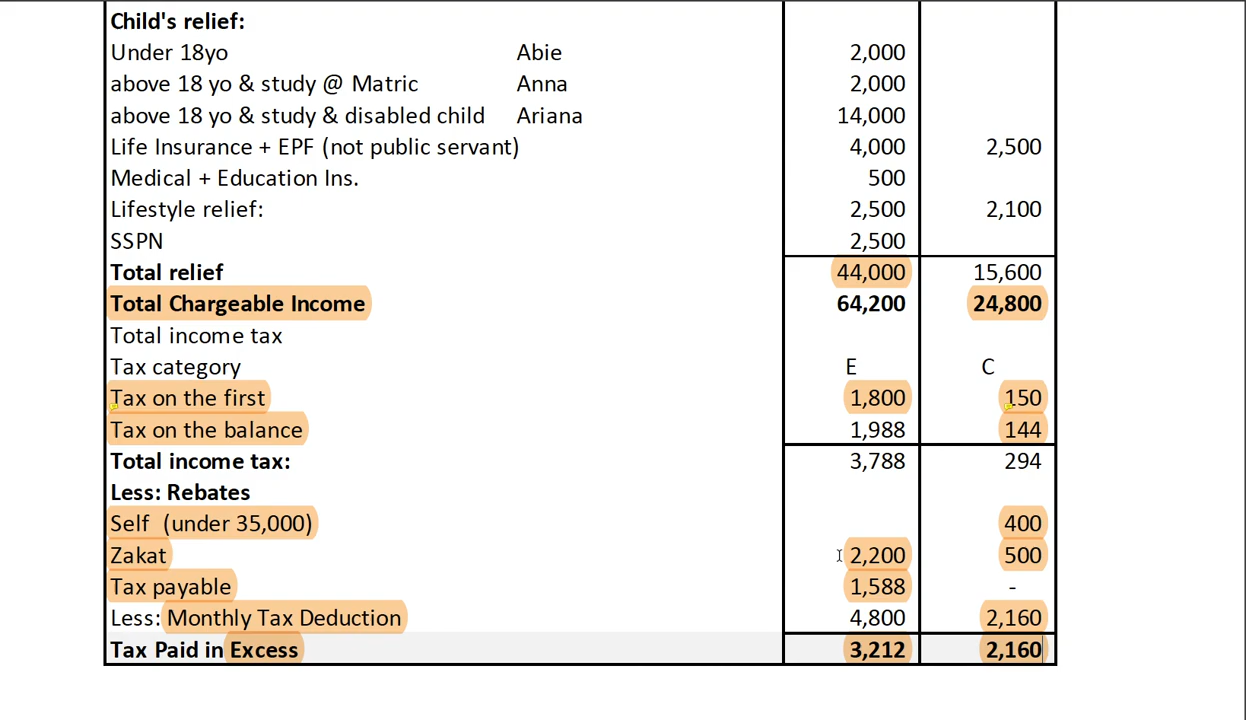 Child's relief:
Under 18yo Abie 2,000
above 18 yo & study @ Matric Anna 2,000
above 18 yo & study & disabled child Ariana 14,000
Life Insurance + EPF (not public servant) 4,000 2,500
Medical + Education Ins. 500
Lifestyle relief: 2,500 2,100
SSPN 2,500
Total relief 44,000 15,600
Total Chargeable Income 64,200 24,800
Total income tax
Tax category E C
Tax on the first 1,800 150
Tax on the balance 1,988 144
Total income tax: 3,788 294
Less: Rebates
Self (under 35,000) 400
Zakat 2,200 500
Tax payable 1,588 -
Less: Monthly Tax Deduction 4,800 2,160
Tax Paid in Excess 3,212 2,160